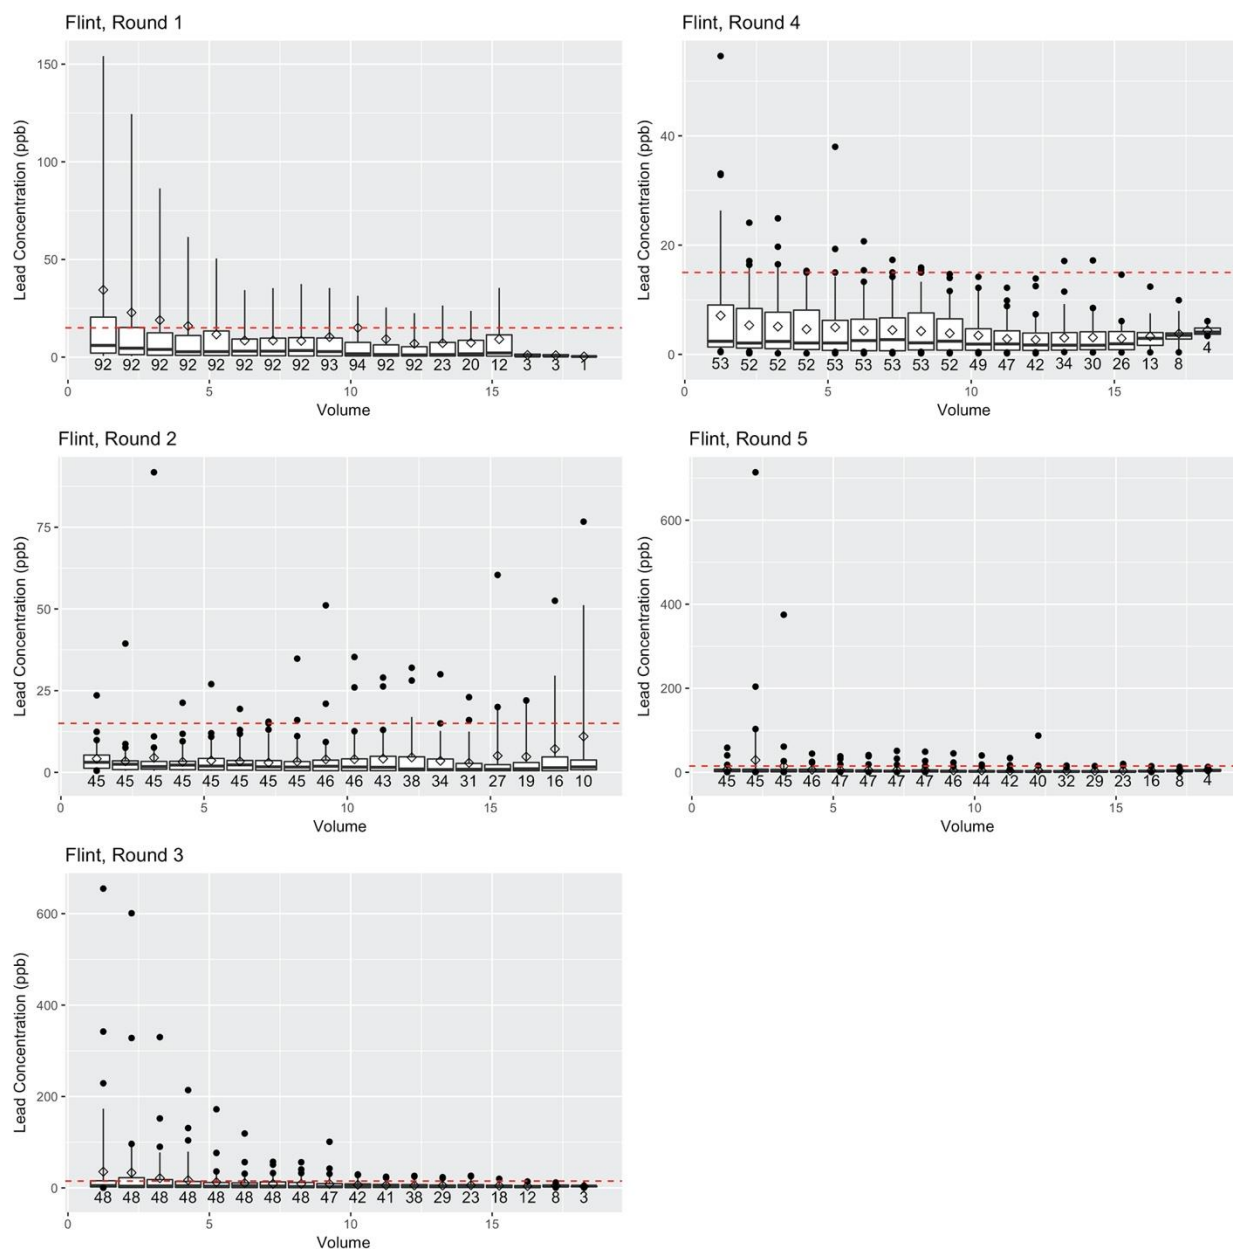 Flint, Round 1
Lead Concentration (ppb)
150
100
50
0
92 92 92 92 92 92 92 92 93 94 92 92 23 20 12 3 3 1
0 5 10 15
Volume
Flint, Round 4
Lead Concentration (ppb)
40
20
0
53 52 52 52 53 53 53 53 52 49 47 42 34 30 26 13 8 4
0 5 10 15
Volume
Flint, Round 2
Lead Concentration (ppb)
75
50
25
0
45 45 45 45 45 45 45 45 46 46 43 38 34 31 27 19 16 10
0 5 10 15
Volume
Flint, Round 5
Lead Concentration (ppb)
600
400
200
0
45 45 45 46 47 47 47 47 46 44 42 40 32 29 23 16 8 4
0 5 10 15
Volume
Flint, Round 3
Lead Concentration (ppb)
600
400
200
0
48 48 48 48 48 48 48 48 47 42 41 38 29 23 18 12 8 3
0 5 10 15
Volume